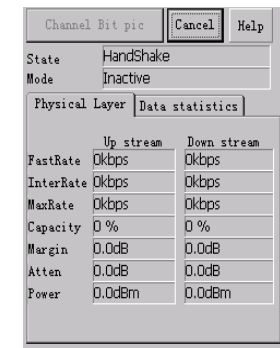 Channel Bit pic Cancel Help
State HandShake
Mode Inactive
Physical Layer Data statistics
Up stream Down stream
FastRate 0kbps 0kbps
InterRate 0kbps 0kbps
MaxRate 0kbps 0kbps
Capacity 0 % 0 %
Margin 0.0dB 0.0dB
Atten 0.0dB 0.0dB
Power 0.0dBm 0.0dBm